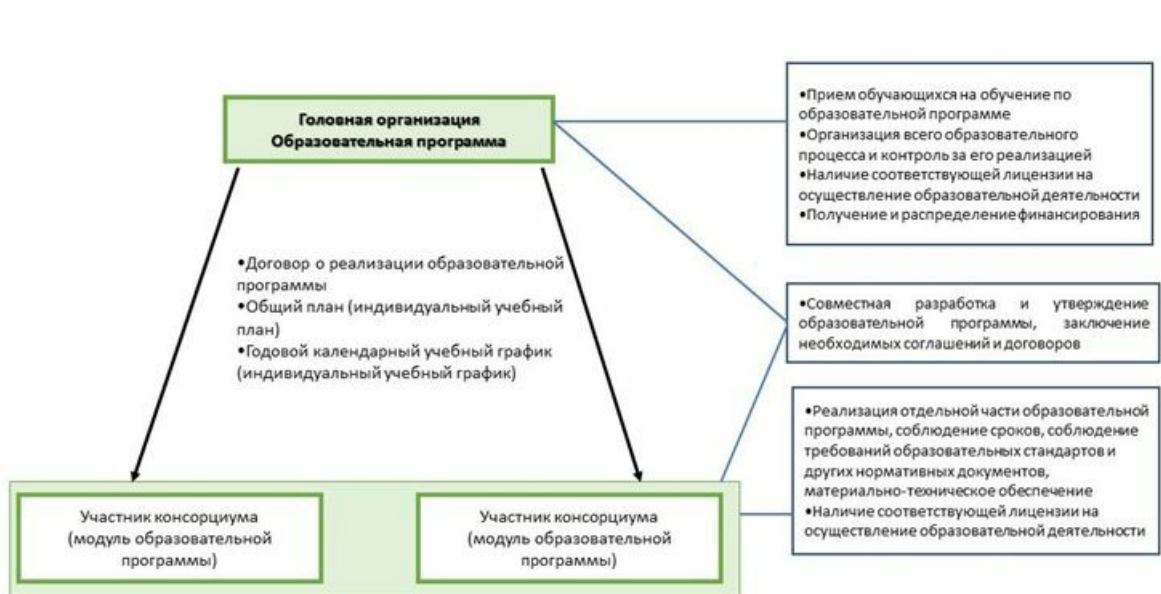 Головная организация
Образовательная программа
•Прием обучающихся на обучение по
образовательной программе
•Организация всего образовательного
процесса и контроль за его реализацией
•Наличие соответствующей лицензии на
осуществление образовательной деятельности
•Получение и распределение финансирования
•Договор о реализации образовательной
программы
•Общий план (индивидуальный учебный
план)
•Годовой календарный учебный график
(индивидуальный учебный график)
•Совместная разработка и утверждение
образовательной программы, заключение
необходимых соглашений и договоров
•Реализация отдельной части образовательной
программы, соблюдение сроков, соблюдение
требований образовательных стандартов и
других нормативных документов,
материально-техническое обеспечение
•Наличие соответствующей лицензии на
осуществление образовательной деятельности
Участник консорциума
(модуль образовательной
программы)
Участник консорциума
(модуль образовательной
программы)